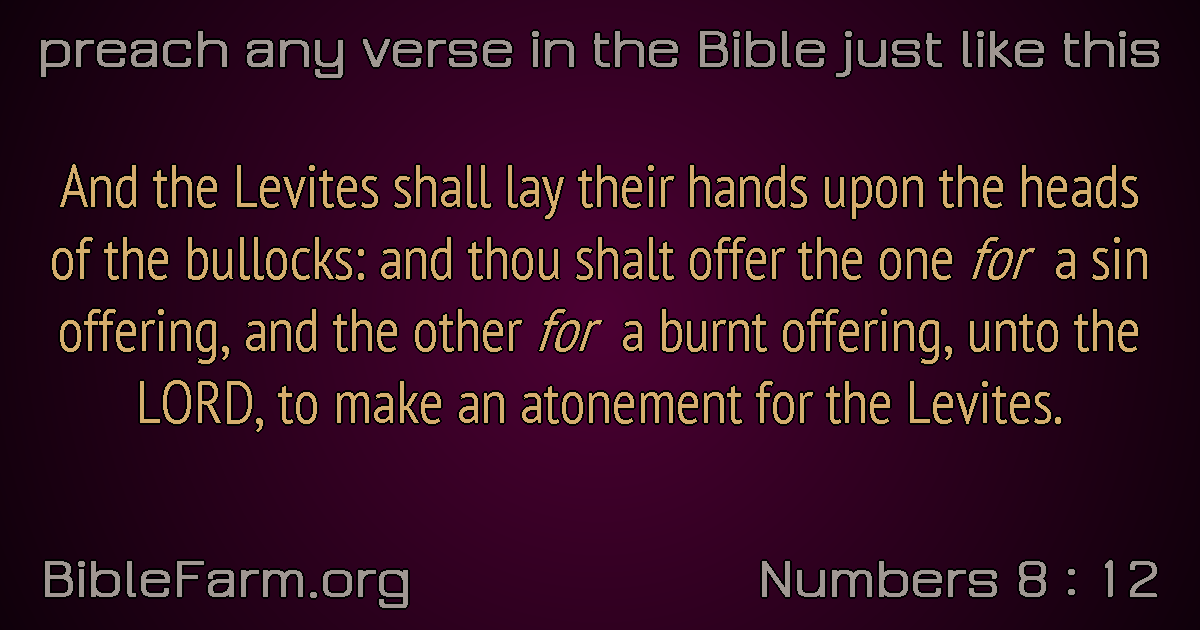 preach any verse in the Bible just like this
And the Levites shall lay their hands upon the heads
of the bullocks: and thou shalt offer the one for a sin
offering, and the other for a burnt offering, unto the
LORD, to make an atonement for the Levites.
BibleFarm.org
Numbers 8 : 12